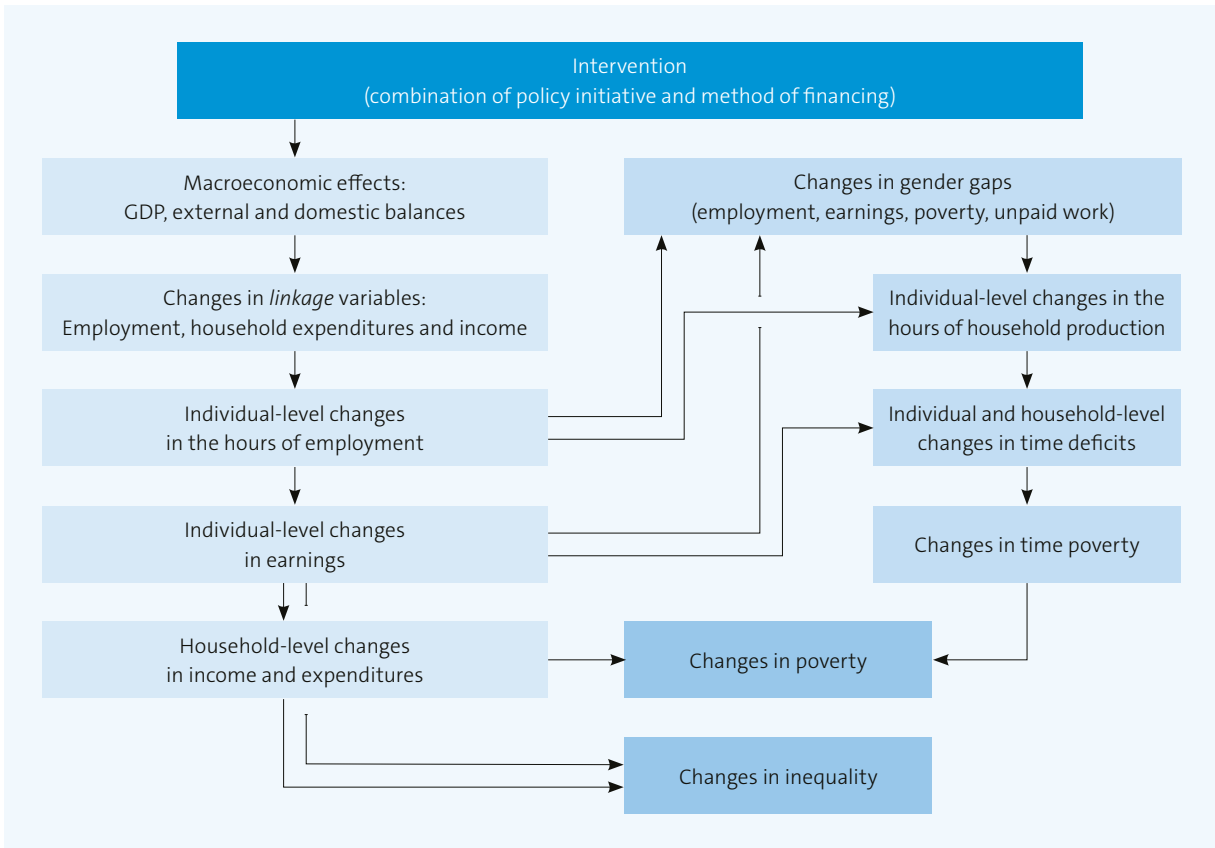 Intervention
(combination of policy initiative and method of financing)
Macroeconomic effects:
GDP, external and domestic balances
Changes in gender gaps
(employment, earnings, poverty, unpaid work)
Changes in linkage variables:
Employment, household expenditures and income
Individual-level changes in the
hours of household production
Individual-level changes
in the hours of employment
Individual and household-level
changes in time deficits
Individual-level changes
in earnings
Changes in time poverty
Household-level changes
in income and expenditures
Changes in poverty
Changes in inequality